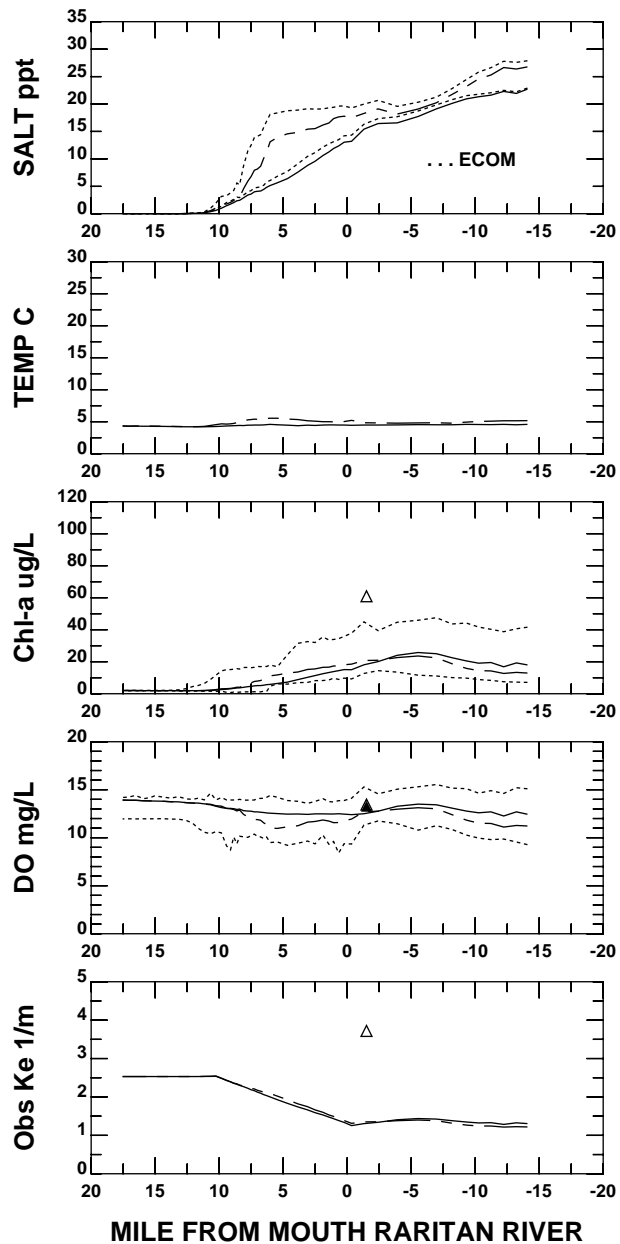 SALT ppt
35
30
25
20
15
10
5
0
. . . ECOM
20 15 10 5 0 -5 -10 -15 -20
TEMP C
30
25
20
15
10
5
0
20 15 10 5 0 -5 -10 -15 -20
Chl-a ug/L
120
100
80
60
40
20
0
20 15 10 5 0 -5 -10 -15 -20
DO mg/L
20
15
10
5
0
20 15 10 5 0 -5 -10 -15 -20
Obs Ke 1/m
5
4
3
2
1
0
20 15 10 5 0 -5 -10 -15 -20
MILE FROM MOUTH RARITAN RIVER